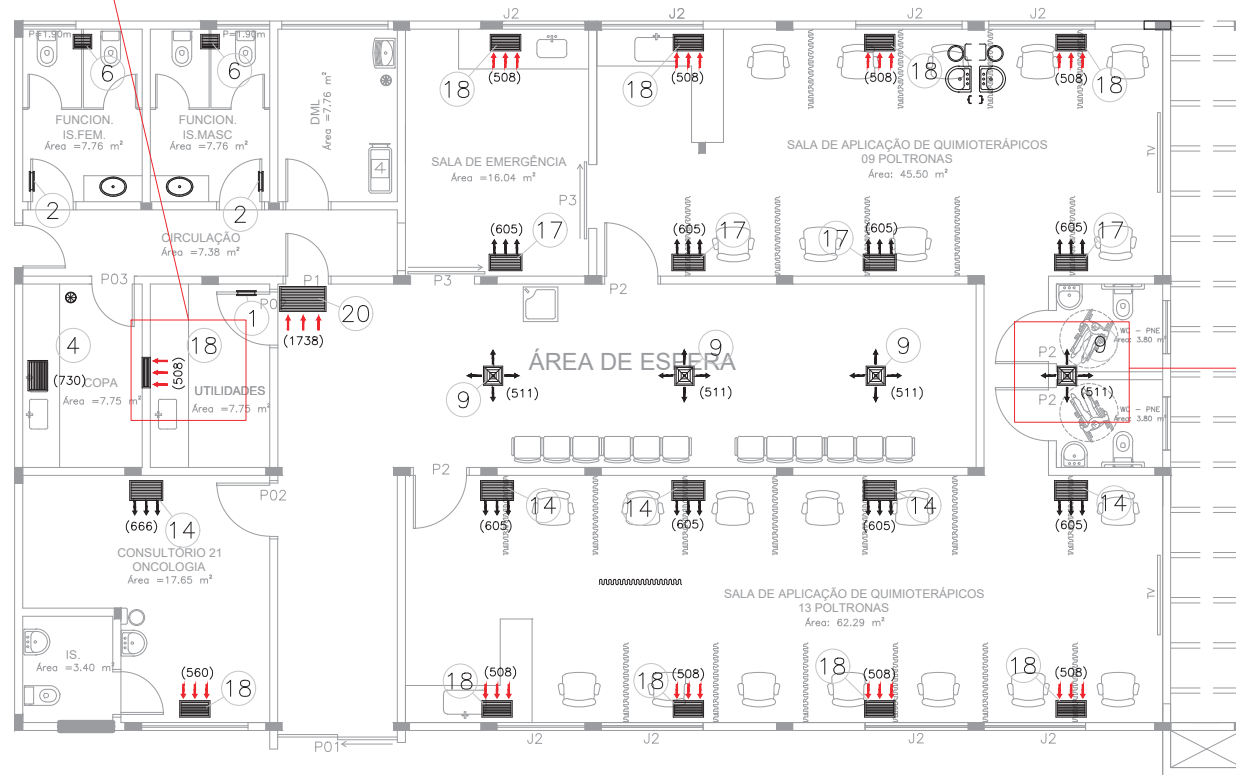 J2
J2
J2
J2
P=1.90m
P=1.90m
6
6
18
(508)
18
(508)
(508)
18
(508)
18
FUNCION.
IS.FEM.
Área =7.76 m²
FUNCION.
IS.MASC
Área =7.76 m²
DML
Área =7.76 m²
4
SALA DE EMERGÊNCIA
Área =16.04 m²
SALA DE APLICAÇÃO DE QUIMIOTERÁPICOS
09 POLTRONAS
Área: 45.50 m²
TV
2
2
P3
CIRCULAÇÃO
Área =7.38 m²
(605)
17
(605)
17
(605)
17
(605)
17
P03
P1
P3
P2
1
20
(1738)
4
(730)
COPA
Área =7.75 m²
18
(508)
UTILIDADES
Área =7.75 m²
ÁREA DE ESPERA
9
(511)
9
(511)
9
(511)
9
(511)
P2
P2
WC - PNE
Área: 3.80 m²
WC - PNE
Área: 3.80 m²
P02
P2
(666)
14
(605)
14
(605)
14
(605)
14
(605)
14
CONSULTÓRIO 21
ONCOLOGIA
Área =17.65 m²
SALA DE APLICAÇÃO DE QUIMIOTERÁPICOS
13 POLTRONAS
Área: 62.29 m²
TV
IS.
Área =3.40 m²
(560)
18
18
(508)
18
(508)
18
(508)
18
(508)
P01
J2
J2
J2
J2